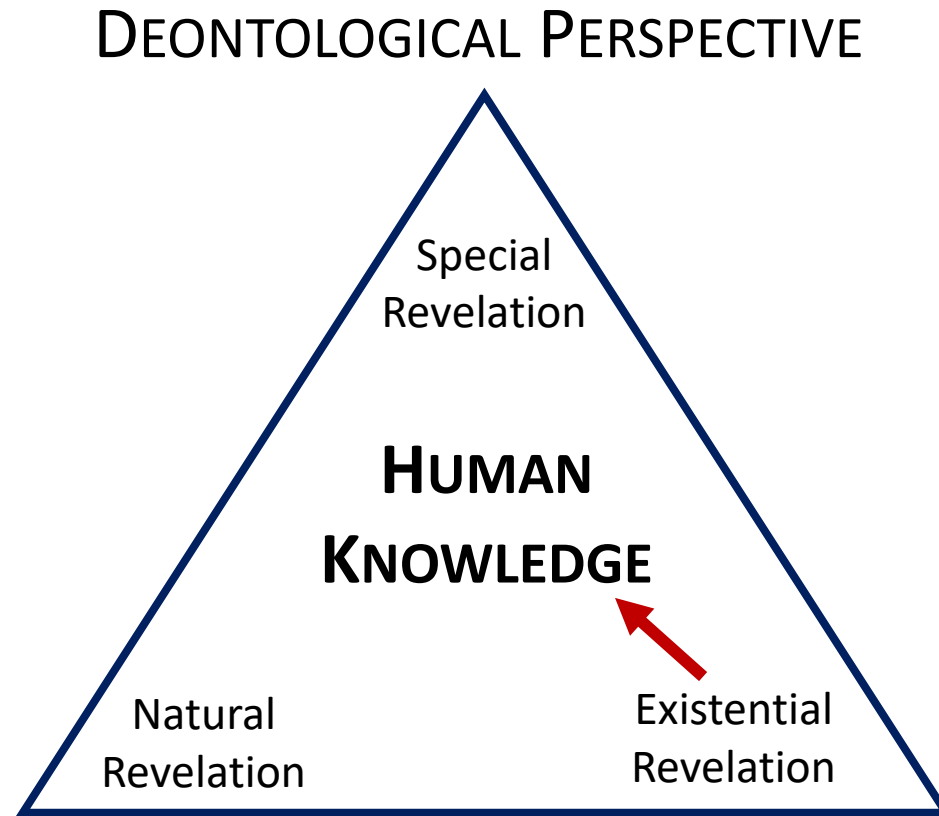 DEONTOLOGICAL PERSPECTIVE
Special
Revelation
HUMAN
KNOWLEDGE
Natural
Revelation
Existential
Revelation